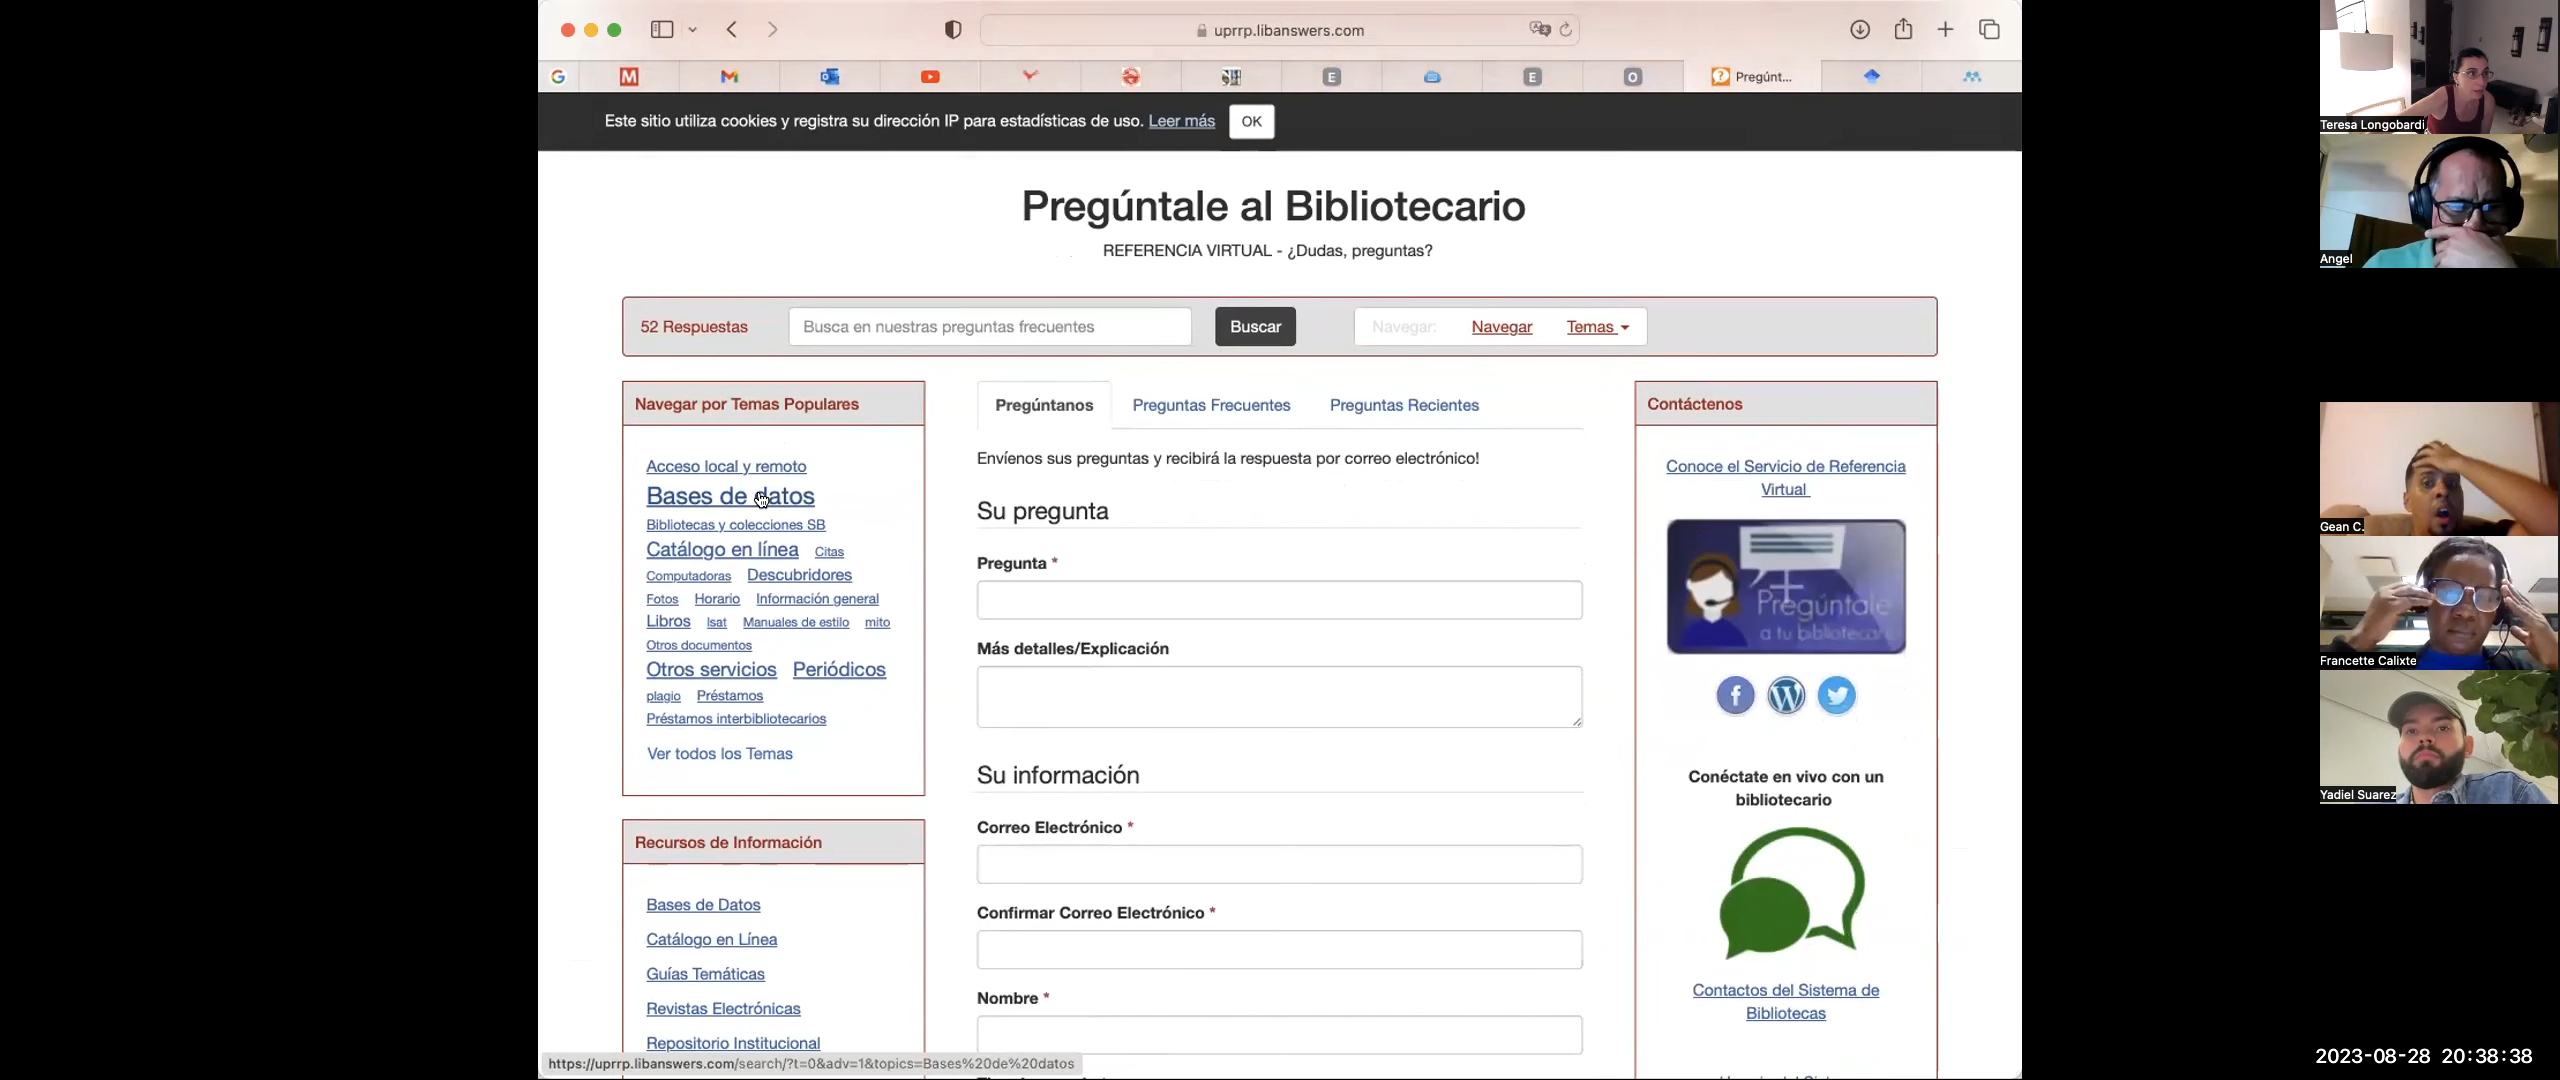 uprrp.libanswers.com
Pregúnt...
Este sitio utiliza cookies y registra su dirección IP para estadísticas de uso. Leer más OK
Pregúntale al Bibliotecario
REFERENCIA VIRTUAL - ¿Dudas, preguntas?
52 Respuestas
Busca en nuestras preguntas frecuentes
Buscar
Navegar: Navegar Temas
Navegar por Temas Populares
Acceso local y remoto
Bases de datos
Bibliotecas y colecciones SB
Catálogo en línea Citas
Computadoras Descubridores
Fotos Horario Información general
Libros lsat Manuales de estilo mito
Otros documentos
Otros servicios Periódicos
plagio Préstamos
Préstamos interbibliotecarios
Ver todos los Temas
Recursos de Información
Bases de Datos
Catálogo en Línea
Guías Temáticas
Revistas Electrónicas
Repositorio Institucional
https://uprrp.libanswers.com/search/?t=0&adv=1&topics=Bases%20de%20datos
Pregúntanos Preguntas Frecuentes Preguntas Recientes
Envíenos sus preguntas y recibirá la respuesta por correo electrónico!
Su pregunta
Pregunta *
Más detalles/Explicación
Su información
Correo Electrónico *
Confirmar Correo Electrónico *
Nombre *
Contáctenos
Conoce el Servicio de Referencia
Virtual
Pregúntale
a tu bibliotecari
Conéctate en vivo con un
bibliotecario
Contactos del Sistema de
Bibliotecas
Teresa Longobardi
Angel
Gean C.
Francette Calixte
Yadiel Suarez
2023-08-28 20:38:38